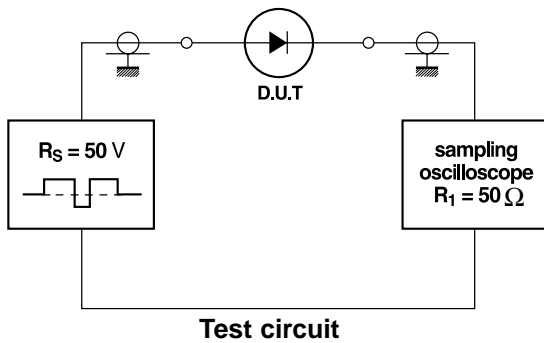 D.U.T
R_S = 50 V
sampling
oscilloscope
R_1 = 50 Ω
Test circuit